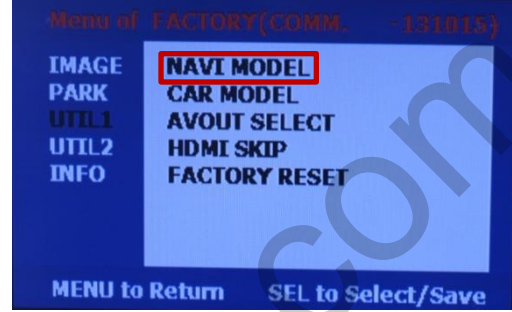 Menu of FACTORY(COMM. -131015)
IMAGE
PARK
UTIL1
UTIL2
INFO
NAVI MODEL
CAR MODEL
AVOUT SELECT
HDMI SKIP
FACTORY RESET
MENU to Return SEL to Select/Save
com